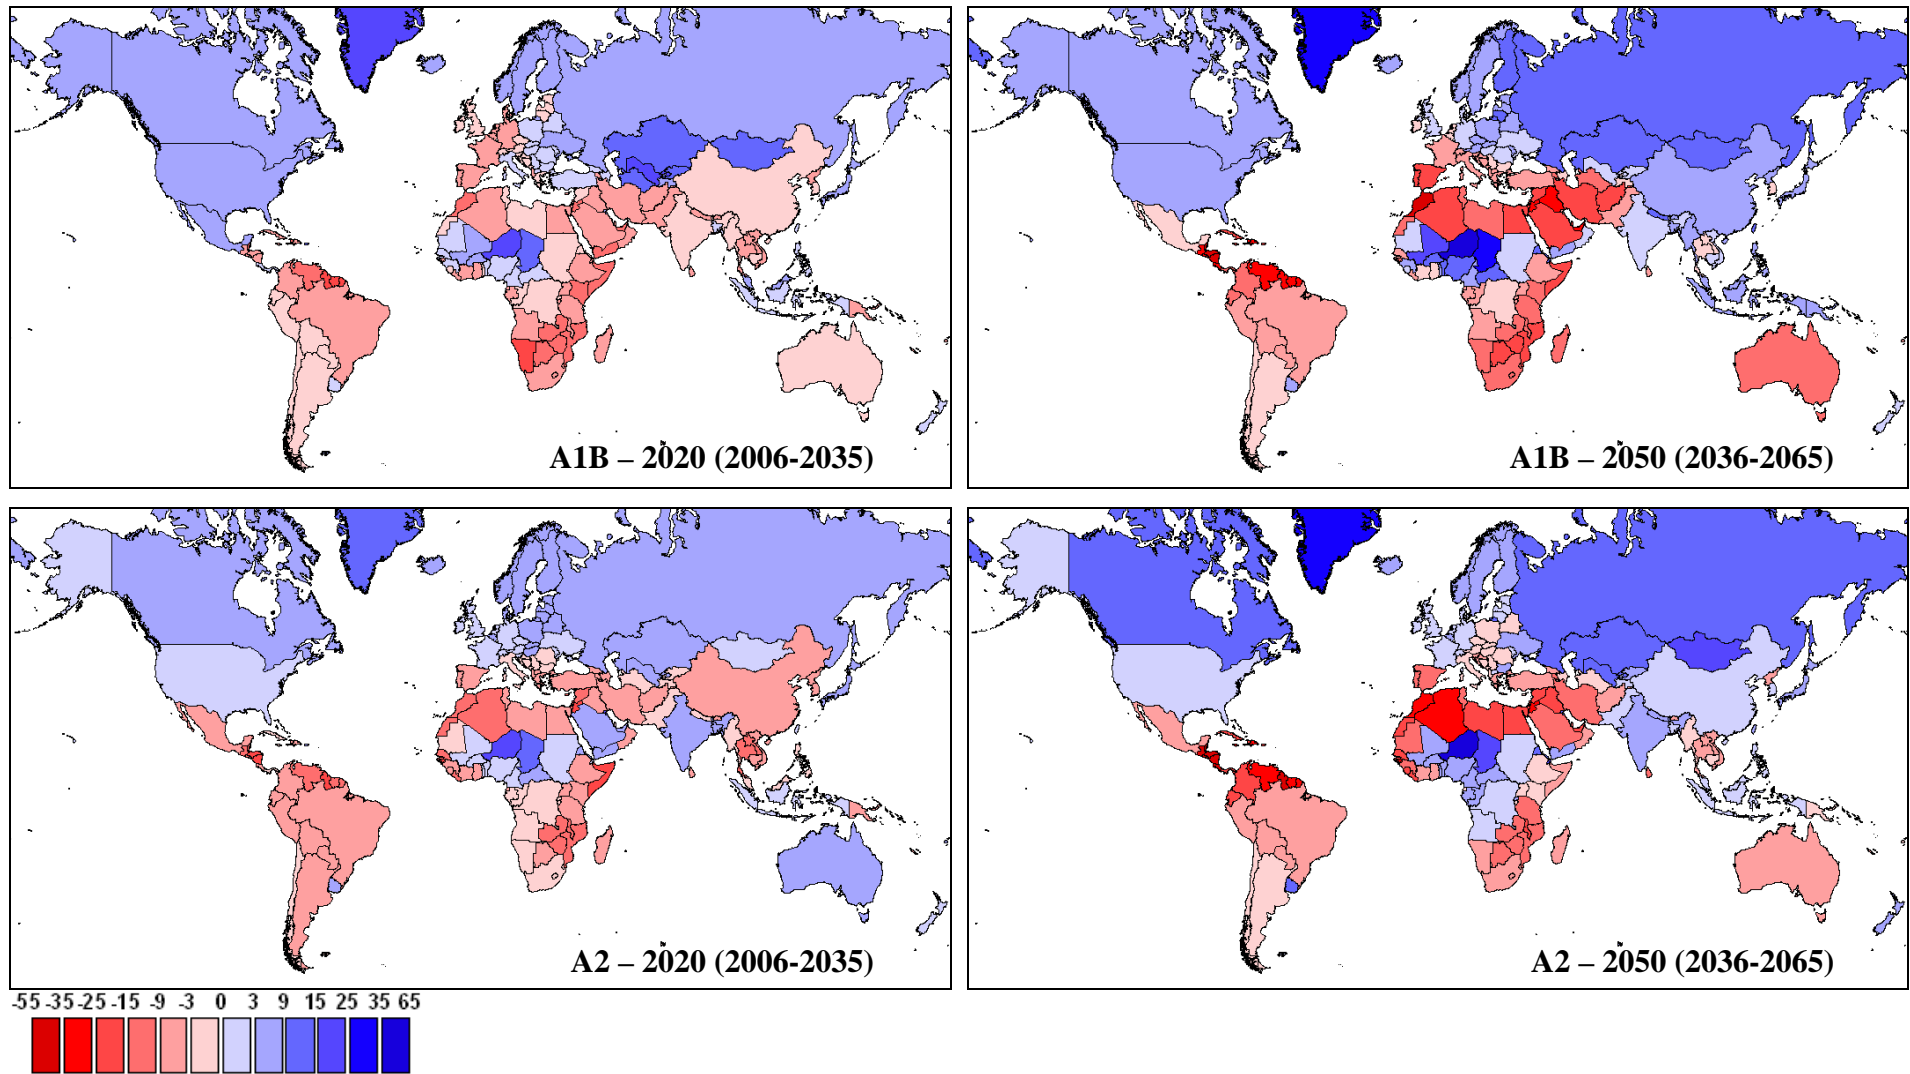 A1B – 2020 (2006-2035)
A1B – 2050 (2036-2065)
A2 – 2020 (2006-2035)
A2 – 2050 (2036-2065)
-55 -35 -25 -15 -9 -3 0 3 9 15 25 35 65